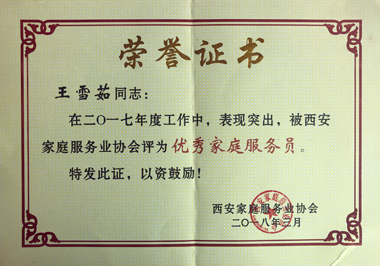 荣誉证书
王雪茹同志：
在二〇一七年度工作中，表现突出，被西安
家庭服务业协会评为优秀家庭服务员。
特发此证，以资鼓励！
西安家庭服务业协会
二〇一八年二月